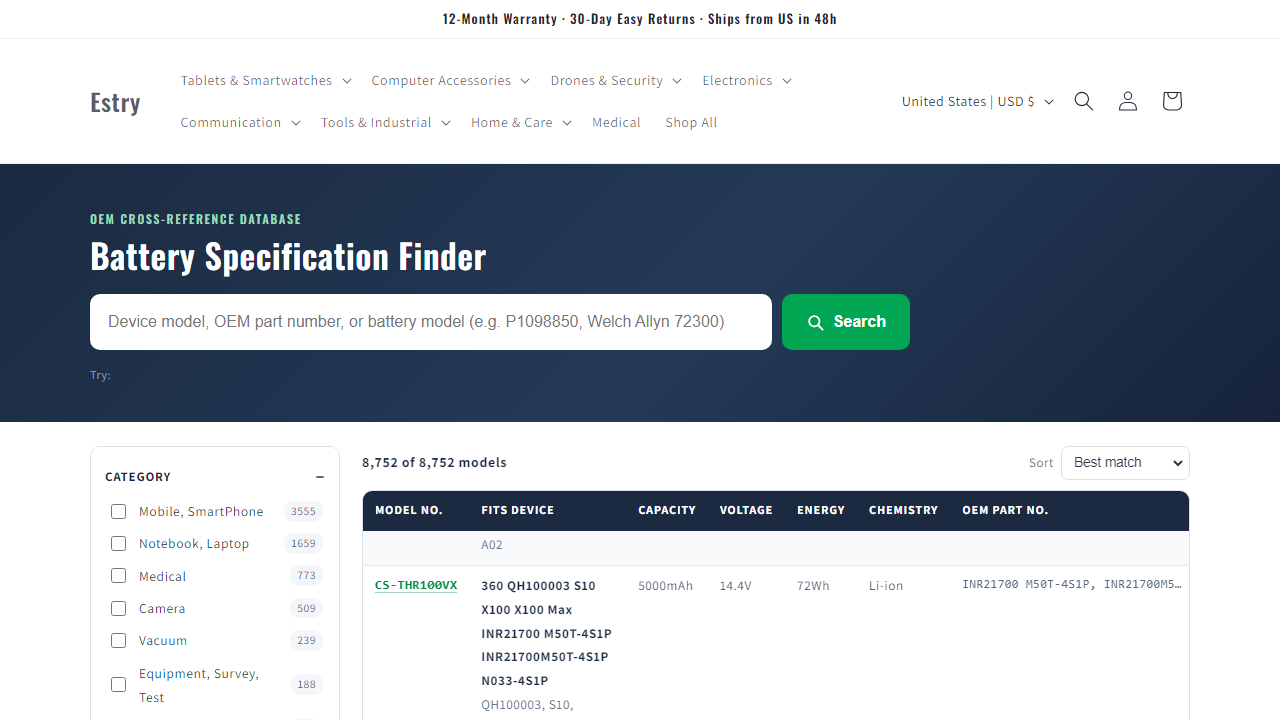 12-Month Warranty · 30-Day Easy Returns · Ships from US in 48h
Estry
Tablets & Smartwatches
Computer Accessories
Drones & Security
Electronics
Communication
Tools & Industrial
Home & Care
Medical
Shop All
United States | USD $
OEM CROSS-REFERENCE DATABASE
Battery Specification Finder
Device model, OEM part number, or battery model (e.g. P1098850, Welch Allyn 72300)
Search
Try:
CATEGORY
Mobile, SmartPhone 3555
Notebook, Laptop 1659
Medical 773
Camera 509
Vacuum 239
Equipment, Survey,
Test
188
8,752 of 8,752 models
Sort Best match
MODEL NO. FITS DEVICE CAPACITY VOLTAGE ENERGY CHEMISTRY OEM PART NO.
A02
CS-THR100VX
360 QH100003 S10
X100 X100 Max
INR21700 M50T-4S1P
INR21700M50T-4S1P
N033-4S1P
QH100003, S10,
5000mAh
14.4V
72Wh
Li-ion
INR21700 M50T-4S1P, INR21700M5…